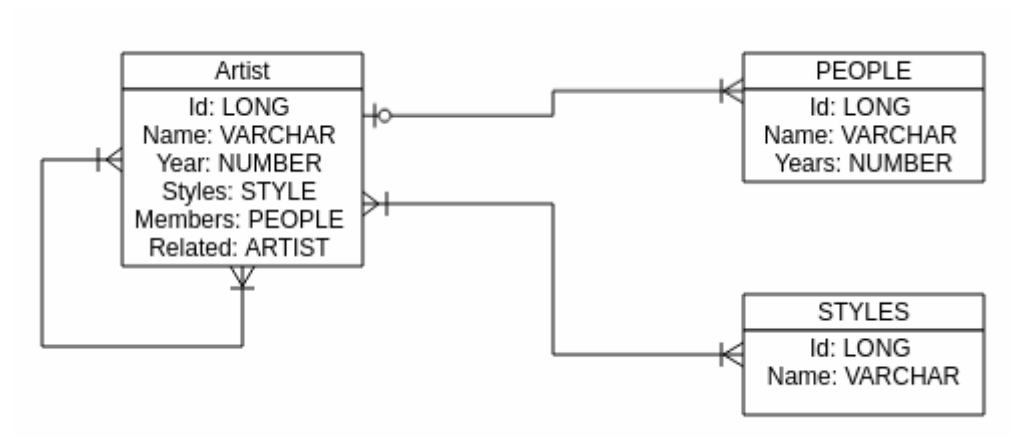 Artist
Id: LONG
Name: VARCHAR
Year: NUMBER
Styles: STYLE
Members: PEOPLE
Related: ARTIST
PEOPLE
Id: LONG
Name: VARCHAR
Years: NUMBER
STYLES
Id: LONG
Name: VARCHAR